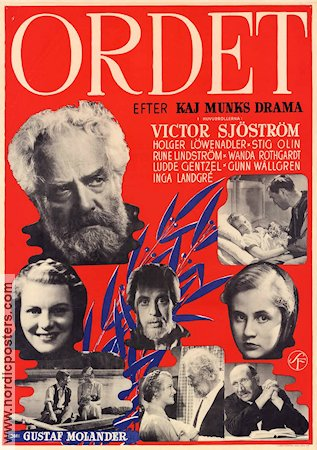 ORDET
EFTER KAJ MUNKS DRAMA
I HUVUDROLLERNA:
VICTOR SJÖSTRÖM
HOLGER LÖWENADLER * STIG OLIN
RUNE LINDSTRÖM * WANDA ROTHGARDT
LUDDE GENTZEL * GUNN WÅLLGREN
INGA LANDGRÉ
SF
GUSTAF MOLANDER
www.nordicposters.com